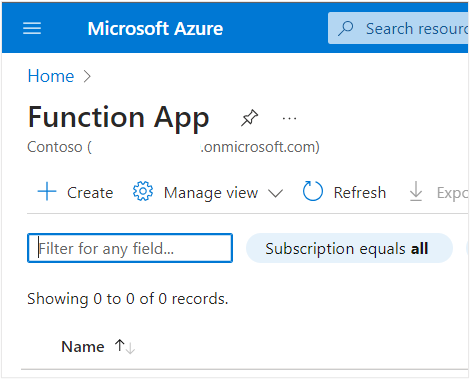 Microsoft Azure
Search resour
Home
Function App
Contoso ( .onmicrosoft.com)
Create Manage view Refresh Expo
Filter for any field...
Subscription equals all
Showing 0 to 0 of 0 records.
Name